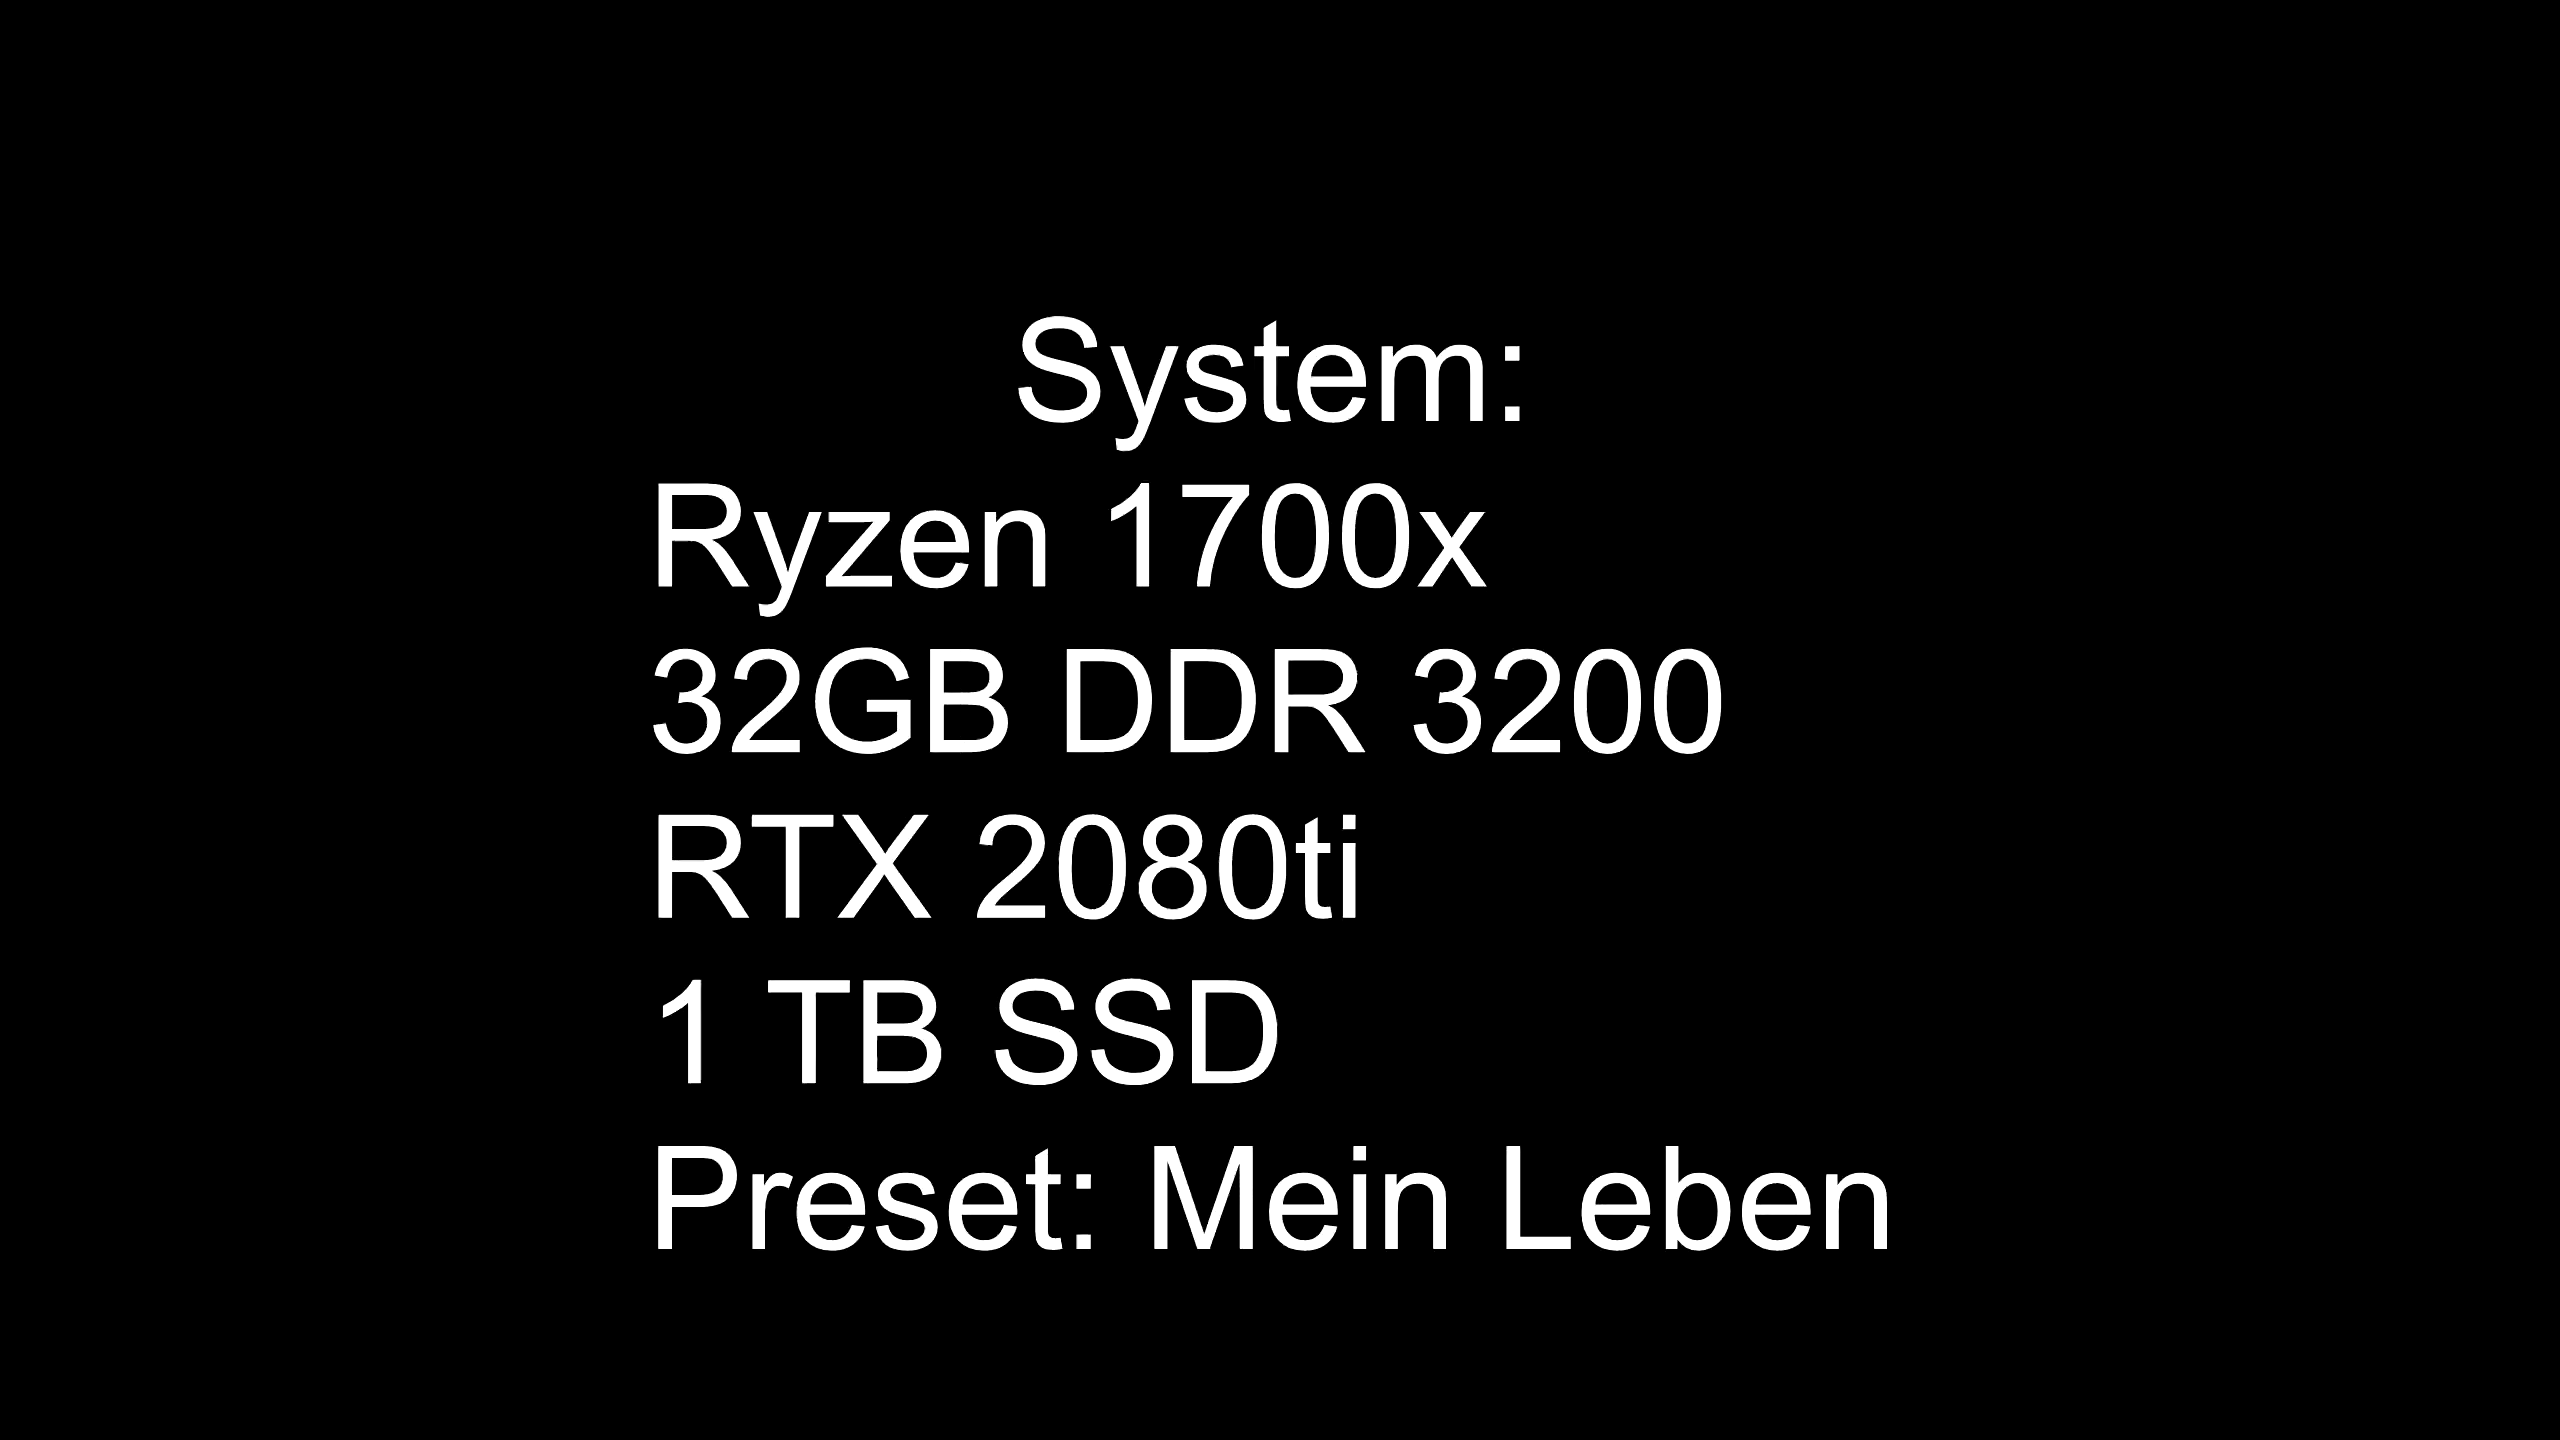 System:
Ryzen 1700x
32GB DDR 3200
RTX 2080ti
1 TB SSD
Preset: Mein Leben